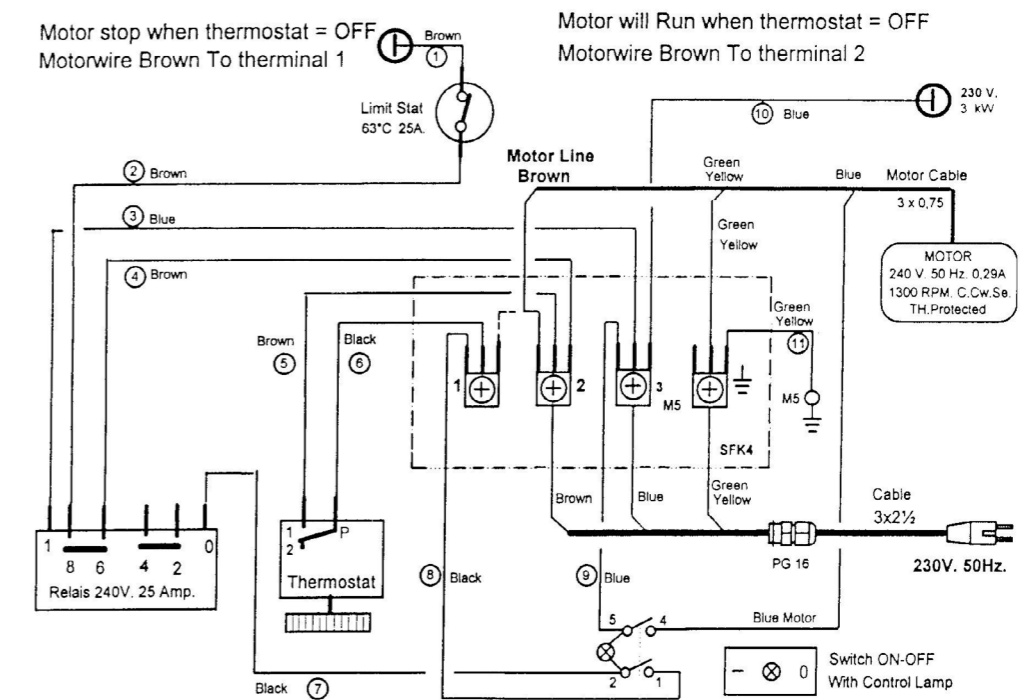 Motor stop when thermostat = OFF
Motorwire Brown To therminal 1
Motor will Run when thermostat = OFF
Motorwire Brown To therminal 2
Brown
1
Limit Stat
63°C 25A.
230 V,
3 kW
10 Blue
2 Brown
Motor Line
Brown
Green
Yellow
Blue
Motor Cable
3 x 0,75
3 Blue
Green
Yellow
4 Brown
MOTOR
240 V. 50 Hz. 0,29A
1300 RPM. C.Cw.Se.
TH.Protected
Green
Yellow
11
Brown
5
Black
6
1
2
3
M5
M5
SFK4
Brown
Blue
Green
Yellow
Cable
3x2½
PG 16
230V. 50Hz.
1
8
6
4
2
0
Relais 240V. 25 Amp.
1
2
P
Thermostat
8 Black
9 Blue
5
4
Blue Motor
2
1
Black 7
– 0
Switch ON-OFF
With Control Lamp